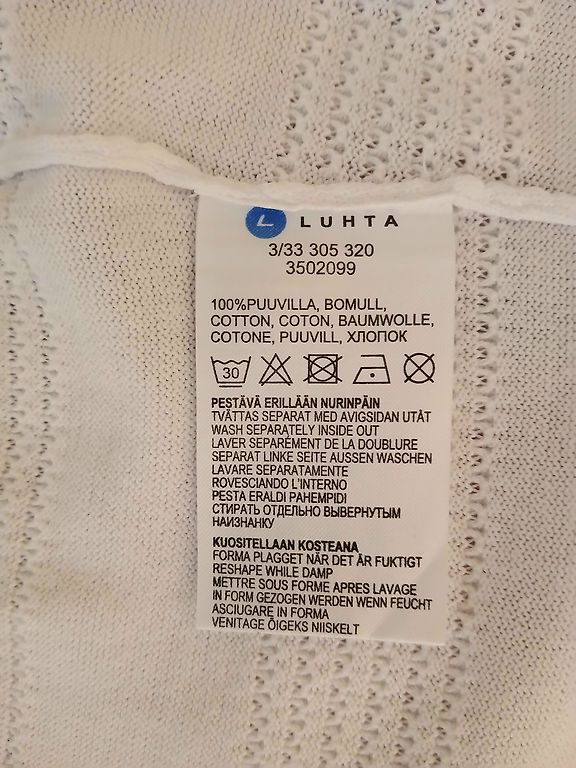 L LUHTA
3/33 305 320
3502099
100%PUUVILLA, BOMULL,
COTTON, COTON, BAUMWOLLE,
COTONE, PUUVILL, ХЛОПОК
30
PESTÄVÄ ERILLÄÄN NURINPÄIN
TVÄTTAS SEPARAT MED AVIGSIDAN UTÅT
WASH SEPARATELY INSIDE OUT
LAVER SEPARÉMENT DE LA DOUBLURE
SEPARAT LINKE SEITE AUSSEN WASCHEN
LAVARE SEPARATAMENTE
ROVESCIANDO L'INTERNO
PESTA ERALDI PAHEMPIDI
СТИРАТЬ ОТДЕЛЬНО ВЫВЕРНУТЫМ
НАИЗНАНКУ
KUOSITELLAAN KOSTEANA
FORMA PLAGGET NÄR DET ÄR FUKTIGT
RESHAPE WHILE DAMP
METTRE SOUS FORME APRES LAVAGE
IN FORM GEZOGEN WERDEN WENN FEUCHT
ASCIUGARE IN FORMA
VENITAGE ÕIGEKS NIISKELT